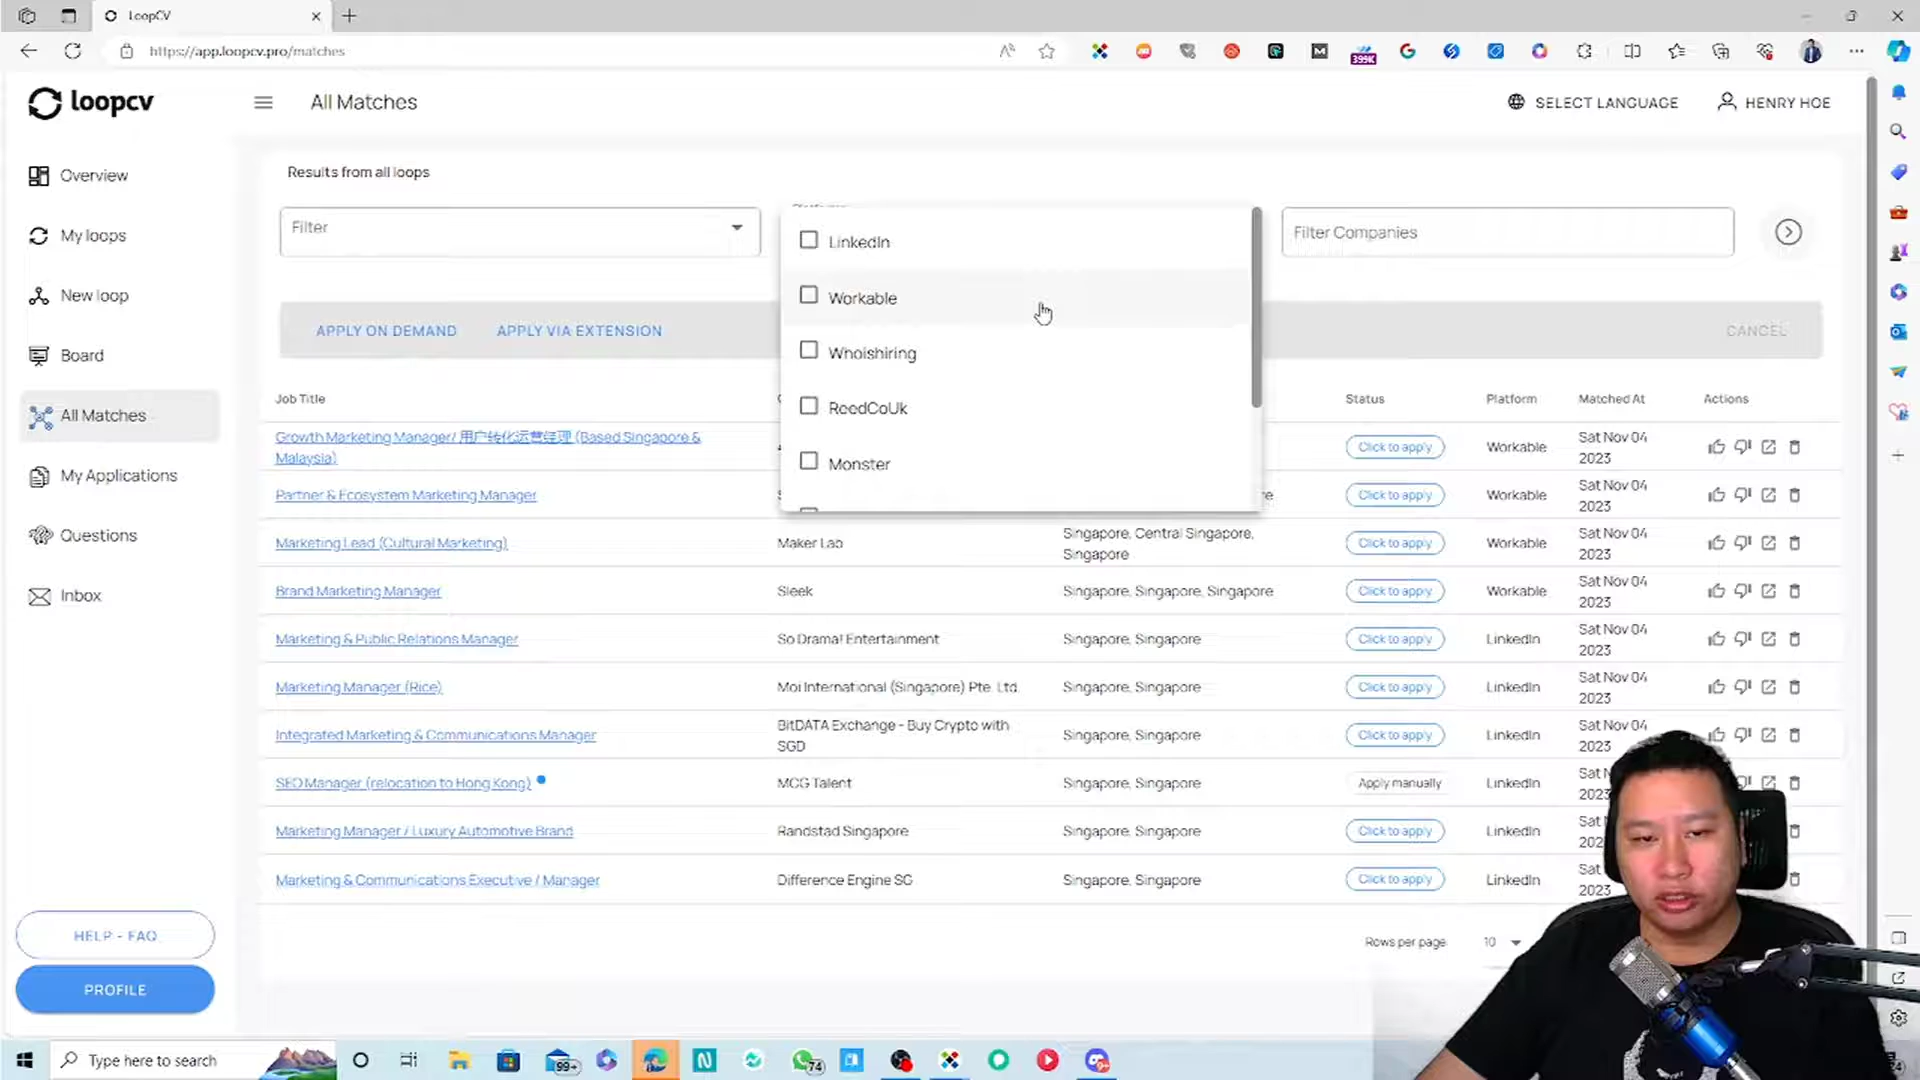 LoopCV
https://app.loopcv.pro/matches
399K
loopcv
All Matches
SELECT LANGUAGE
HENRY HOE
Overview
My loops
New loop
Board
All Matches
My Applications
Questions
Inbox
HELP - FAQ
PROFILE
Results from all loops
Filter
LinkedIn
Workable
Whoishiring
ReedCoUk
Monster
Filter Companies
APPLY ON DEMAND
APPLY VIA EXTENSION
CANCEL
Job Title
Status
Platform
Matched At
Actions
Growth Marketing Manager/ 用户转化运营经理 (Based Singapore &
Malaysia)
Click to apply
Workable
Sat Nov 04
2023
Partner & Ecosystem Marketing Manager
Click to apply
Workable
Sat Nov 04
2023
Marketing Lead (Cultural Marketing)
Maker Lab
Singapore, Central Singapore,
Singapore
Click to apply
Workable
Sat Nov 04
2023
Brand Marketing Manager
Sleek
Singapore, Singapore, Singapore
Click to apply
Workable
Sat Nov 04
2023
Marketing & Public Relations Manager
So Drama! Entertainment
Singapore, Singapore
Click to apply
LinkedIn
Sat Nov 04
2023
Marketing Manager (Rice)
Moi International (Singapore) Pte. Ltd.
Singapore, Singapore
Click to apply
LinkedIn
Sat Nov 04
2023
Integrated Marketing & Communications Manager
BitDATA Exchange - Buy Crypto with
SGD
Singapore, Singapore
Click to apply
LinkedIn
Sat Nov 04
2023
SEO Manager (relocation to Hong Kong)
MCG Talent
Singapore, Singapore
Apply manually
LinkedIn
Sat
2023
Marketing Manager / Luxury Automotive Brand
Randstad Singapore
Singapore, Singapore
Click to apply
LinkedIn
Sat
Marketing & Communications Executive / Manager
Difference Engine SG
Singapore, Singapore
Click to apply
LinkedIn
Sat
2023
Rows per page
10
Type here to search
99+
74